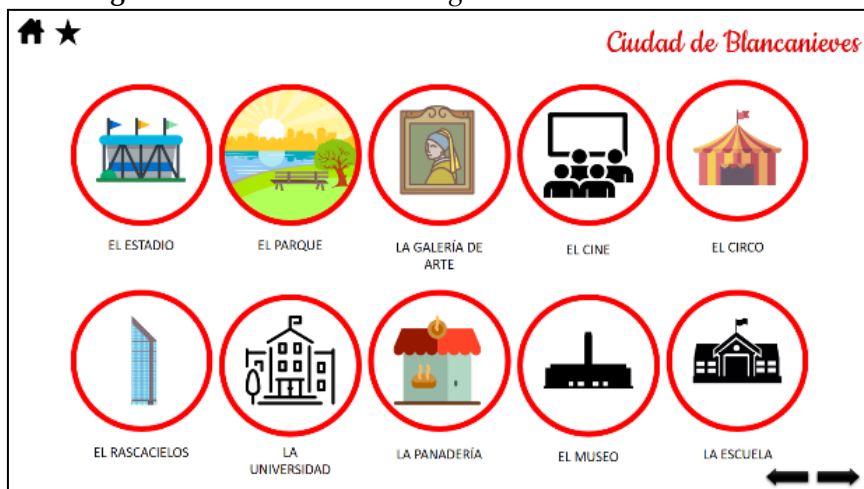 Ciudad de Blancanieves
EL ESTADIO
EL PARQUE
LA GALERÍA DE
ARTE
EL CINE
EL CIRCO
EL RASCACIELOS
LA
UNIVERSIDAD
LA PANADERÍA
EL MUSEO
LA ESCUELA